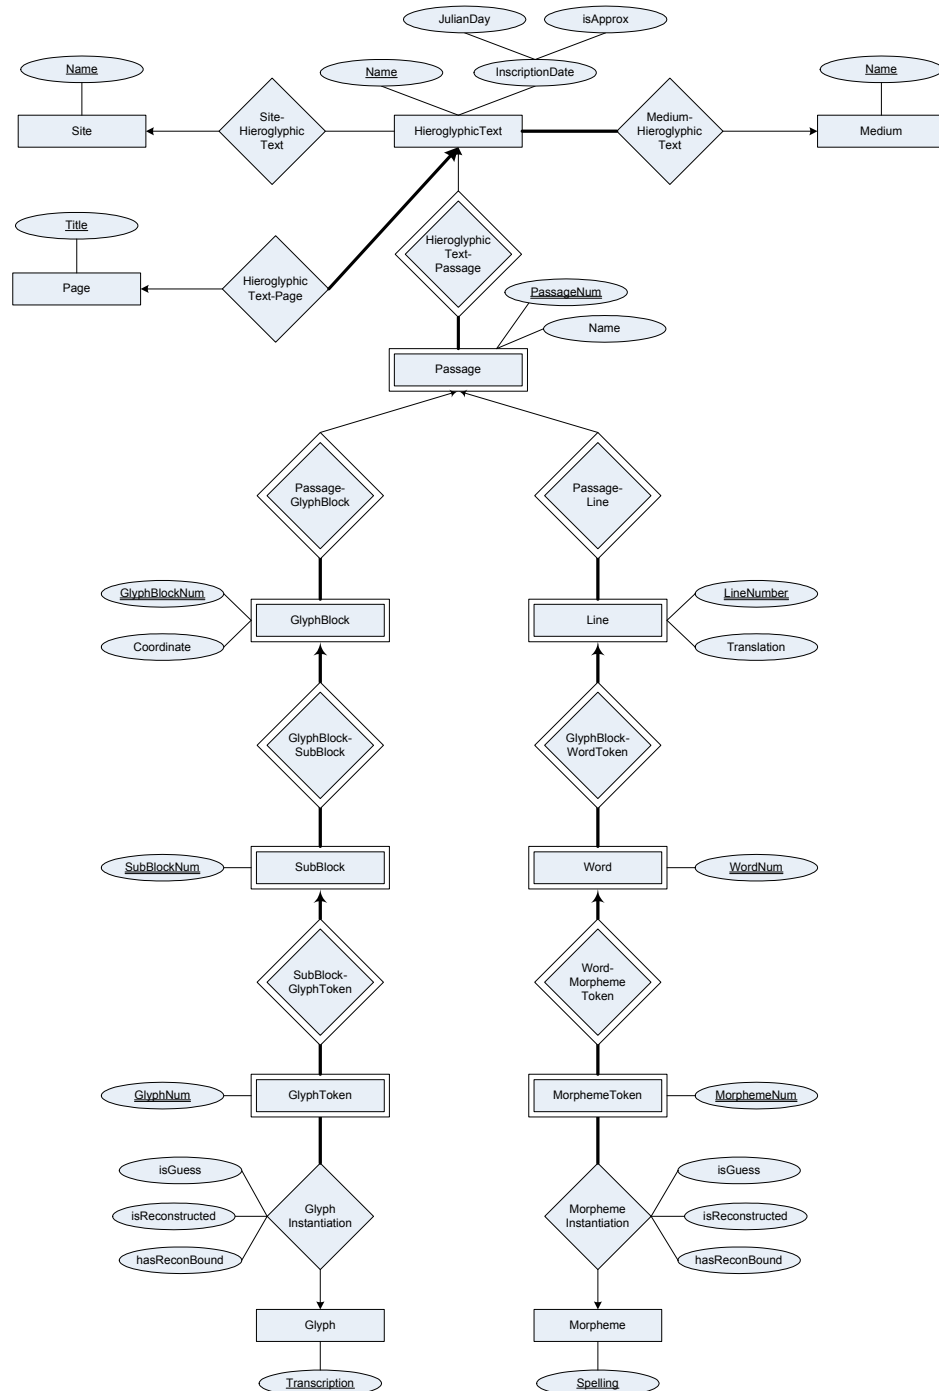 JulianDay
isApprox
Name
Name
InscriptionDate
Name
Site
Site-
Hieroglyphic
Text
HieroglyphicText
Medium-
Hieroglyphic
Text
Medium
Title
Page
Hieroglyphic
Text-Page
Hieroglyphic
Text-
Passage
PassageNum
Name
Passage
Passage-
GlyphBlock
Passage-
Line
GlyphBlockNum
Coordinate
GlyphBlock
Line
LineNumber
Translation
GlyphBlock-
SubBlock
GlyphBlock-
WordToken
SubBlockNum
SubBlock
Word
WordNum
SubBlock-
GlyphToken
Word-
Morpheme
Token
GlyphNum
GlyphToken
MorphemeToken
MorphemeNum
isGuess
isReconstructed
hasReconBound
Glyph
Instantiation
Morpheme
Instantiation
isGuess
isReconstructed
hasReconBound
Glyph
Morpheme
Transcription
Spelling